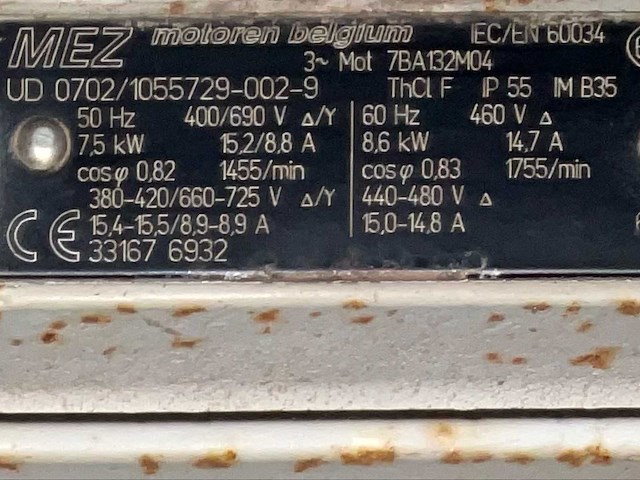 MEZ motoren belgium IEC/EN 60034
3~ Mot 7BA132M04
UD 0702/1055729-002-9 ThCl F IP 55 IM B35
50 Hz 400/690 V Δ/Y 60 Hz 460 V Δ
7,5 kW 15,2/8,8 A 8,6 kW 14,7 A
cosφ 0,82 1455/min cosφ 0,83 1755/min
380-420/660-725 V Δ/Y 440-480 V Δ
CE 15,4-15,5/8,9-8,9 A 15,0-14,8 A
33167 6932